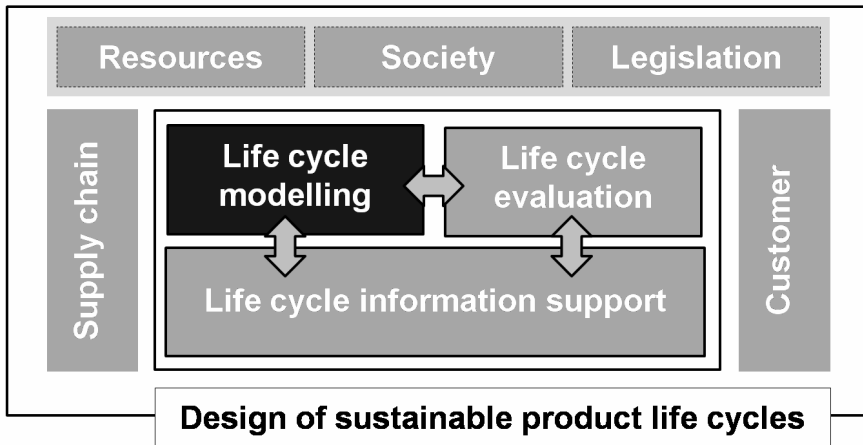 Resources
Society
Legislation
Supply chain
Life cycle
modelling
Life cycle
evaluation
Life cycle information support
Customer
Design of sustainable product life cycles